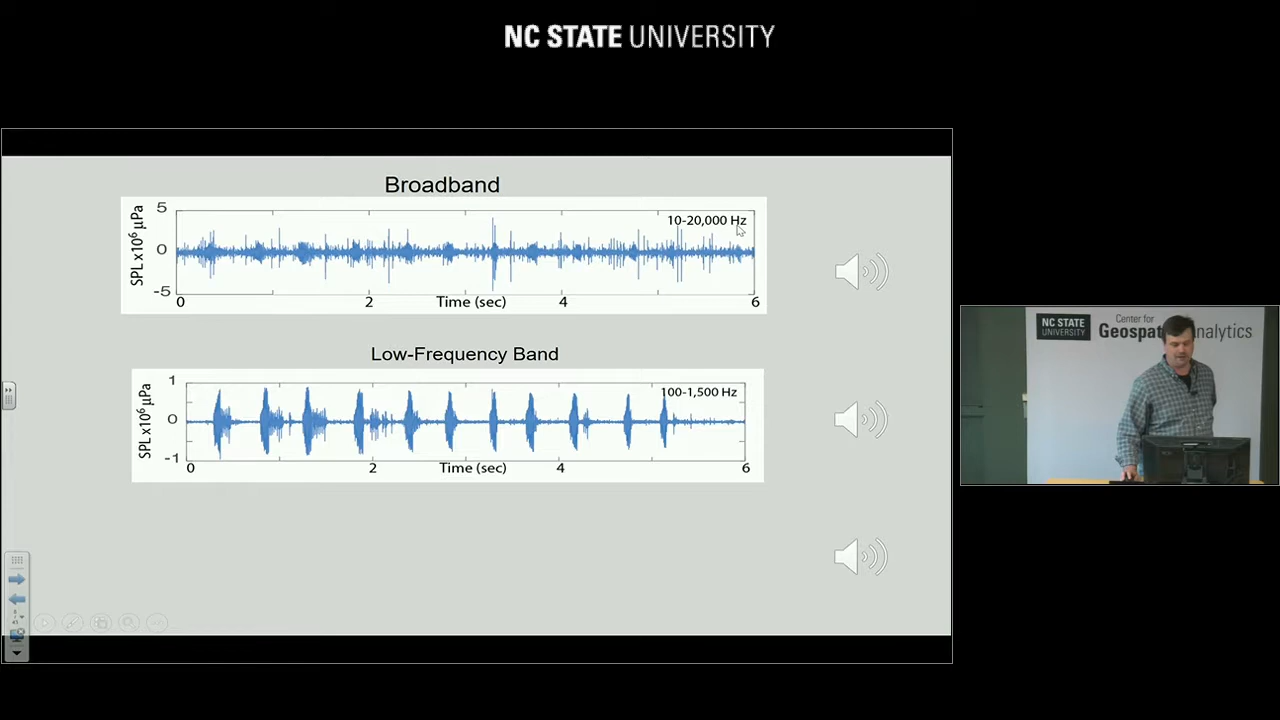 NC STATE UNIVERSITY
Broadband
SPL x10⁶ μPa
5
0
-5
10-20,000 Hz
0
2
Time (sec)
4
6
Low-Frequency Band
SPL x10⁶ μPa
1
0
-1
100-1,500 Hz
0
2
Time (sec)
4
6
NC STATE
UNIVERSITY
Center for
Geospat nalytics